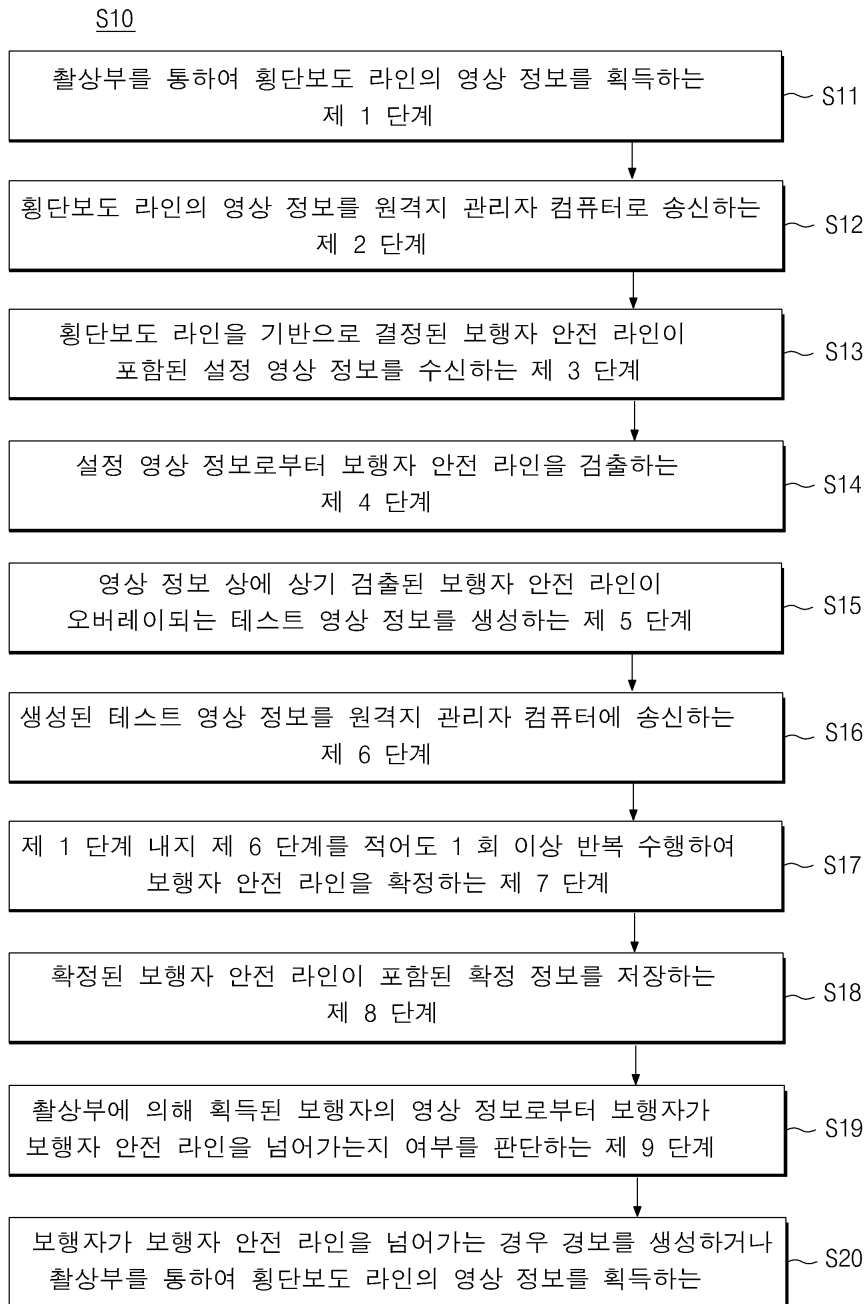 S10
촬상부를 통하여 횡단보도 라인의 영상 정보를 획득하는
제 1 단계
S11
횡단보도 라인의 영상 정보를 원격지 관리자 컴퓨터로 송신하는
제 2 단계
S12
횡단보도 라인을 기반으로 결정된 보행자 안전 라인이
포함된 설정 영상 정보를 수신하는 제 3 단계
S13
설정 영상 정보로부터 보행자 안전 라인을 검출하는
제 4 단계
S14
영상 정보 상에 상기 검출된 보행자 안전 라인이
오버레이되는 테스트 영상 정보를 생성하는 제 5 단계
S15
생성된 테스트 영상 정보를 원격지 관리자 컴퓨터에 송신하는
제 6 단계
S16
제 1 단계 내지 제 6 단계를 적어도 1 회 이상 반복 수행하여
보행자 안전 라인을 확정하는 제 7 단계
S17
확정된 보행자 안전 라인이 포함된 확정 정보를 저장하는
제 8 단계
S18
촬상부에 의해 획득된 보행자의 영상 정보로부터 보행자가
보행자 안전 라인을 넘어가는지 여부를 판단하는 제 9 단계
S19
보행자가 보행자 안전 라인을 넘어가는 경우 경보를 생성하거나
촬상부를 통하여 횡단보도 라인의 영상 정보를 획득하는
S20